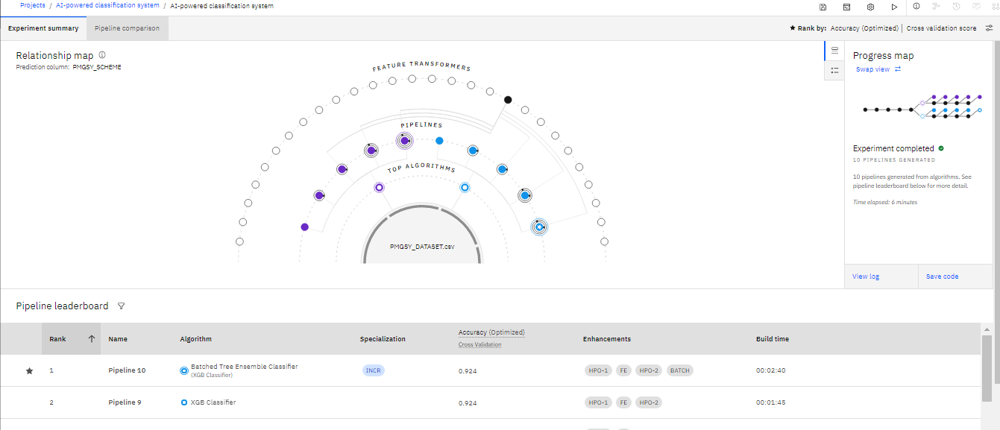 Projects / AI-powered classification system / AI-powered classification system
Experiment summary
Pipeline comparison
Rank by: Accuracy (Optimized) | Cross validation score
Relationship map
Prediction column: PMGSY_SCHEME
FEATURE TRANSFORMERS
PIPELINES
TOP ALGORITHMS
PMGSY_DATASET.csv
Progress map
Swap view
Experiment completed
10 PIPELINES GENERATED
10 pipelines generated from algorithms. See
pipeline leaderboard below for more detail.
Time elapsed: 6 minutes
View log
Save code
Pipeline leaderboard
Rank Name Algorithm Specialization Accuracy (Optimized) Enhancements Build time
Cross Validation
1 Pipeline 10 Batched Tree Ensemble Classifier INCR 0.924 HPO-1 FE HPO-2 BATCH 00:02:40
(XGB Classifier)
2 Pipeline 9 XGB Classifier 0.924 HPO-1 FE HPO-2 00:01:45